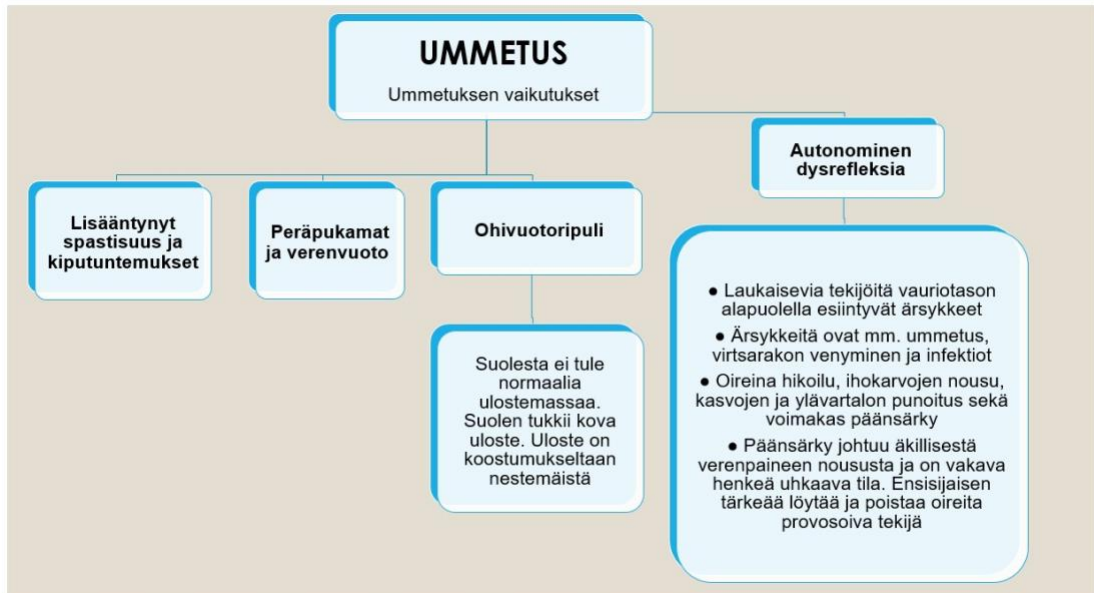 UMMETUS
Ummetuksen vaikutukset
Autonominen
dysrefleksia
Lisääntynyt
spastisuus ja
kiputuntemukset
Peräpukamat
ja verenvuoto
Ohivuotoripuli
Suolesta ei tule
normaalia
ulostemassaa.
Suolen tukkii kova
uloste. Uloste on
koostumukseltaan
nestemäistä
● Laukaisevia tekijöitä vauriotason
alapuolella esiintyvät ärsykkeet
● Ärsykkeitä ovat mm. ummetus,
virtsarakon venyminen ja infektiot
● Oireina hikoilu, ihokarvojen nousu,
kasvojen ja ylävartalon punoitus sekä
voimakas päänsärky
● Päänsärky johtuu äkillisestä
verenpaineen noususta ja on vakava
henkeä uhkaava tila. Ensisijaisen
tärkeää löytää ja poistaa oireita
provosoiva tekijä